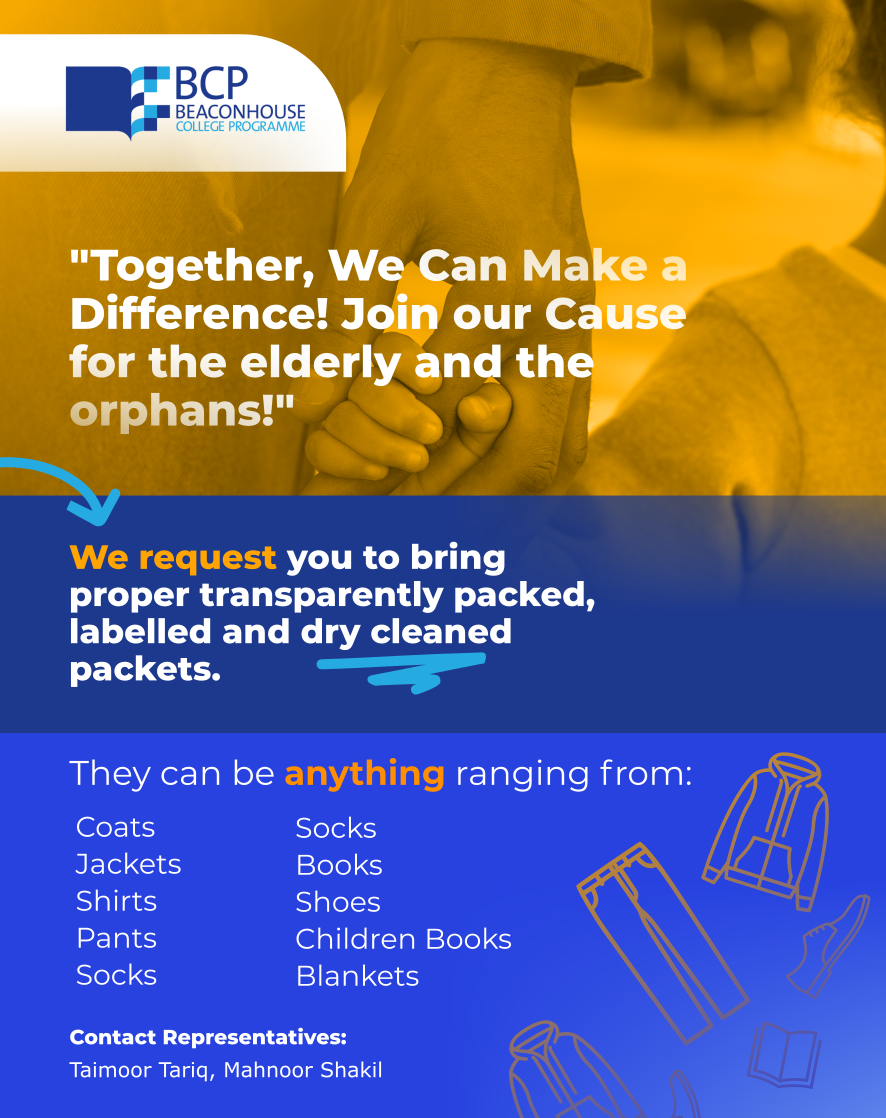 BCP
BEACONHOUSE
COLLEGE PROGRAMME
"Together, We Can Make a
Difference! Join our Cause
for the elderly and the
orphans!"
We request you to bring
proper transparently packed,
labelled and dry cleaned
packets.
They can be anything ranging from:
Coats
Jackets
Shirts
Pants
Socks
Socks
Books
Shoes
Children Books
Blankets
Contact Representatives:
Taimoor Tariq, Mahnoor Shakil